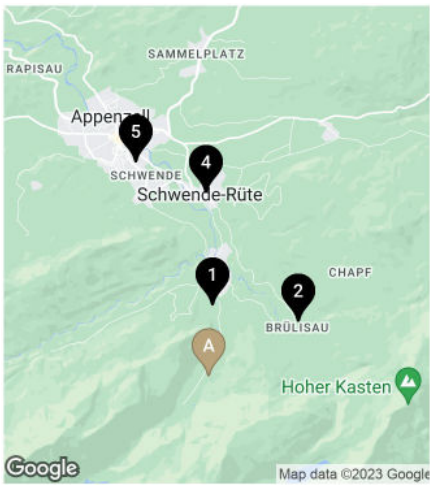 SAMMELPLATZ
RAPISAU
Appenzell
5
4
SCHWENDE
Schwende-Rüte
1
CHAPF
2
BRÜLISAU
A
Hoher Kasten
Google
Map data ©2023 Google